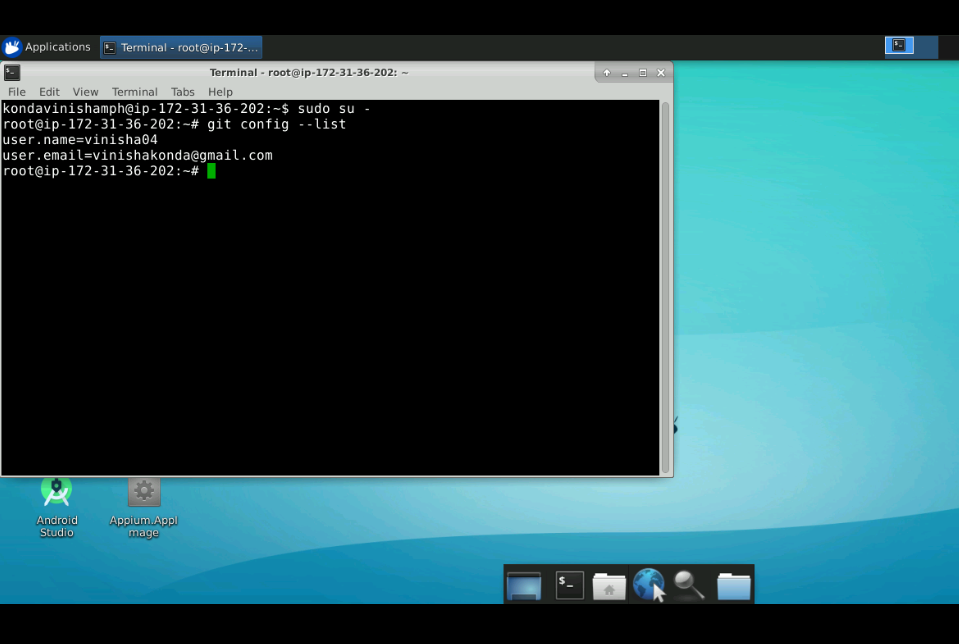 Applications
Terminal - root@ip-172-...
Terminal - root@ip-172-31-36-202: ~
File Edit View Terminal Tabs Help
kondavinishamph@ip-172-31-36-202:~$ sudo su -
root@ip-172-31-36-202:~# git config --list
user.name=vinisha04
user.email=vinishakonda@gmail.com
root@ip-172-31-36-202:~#
Android
Studio
Appium.AppI
mage